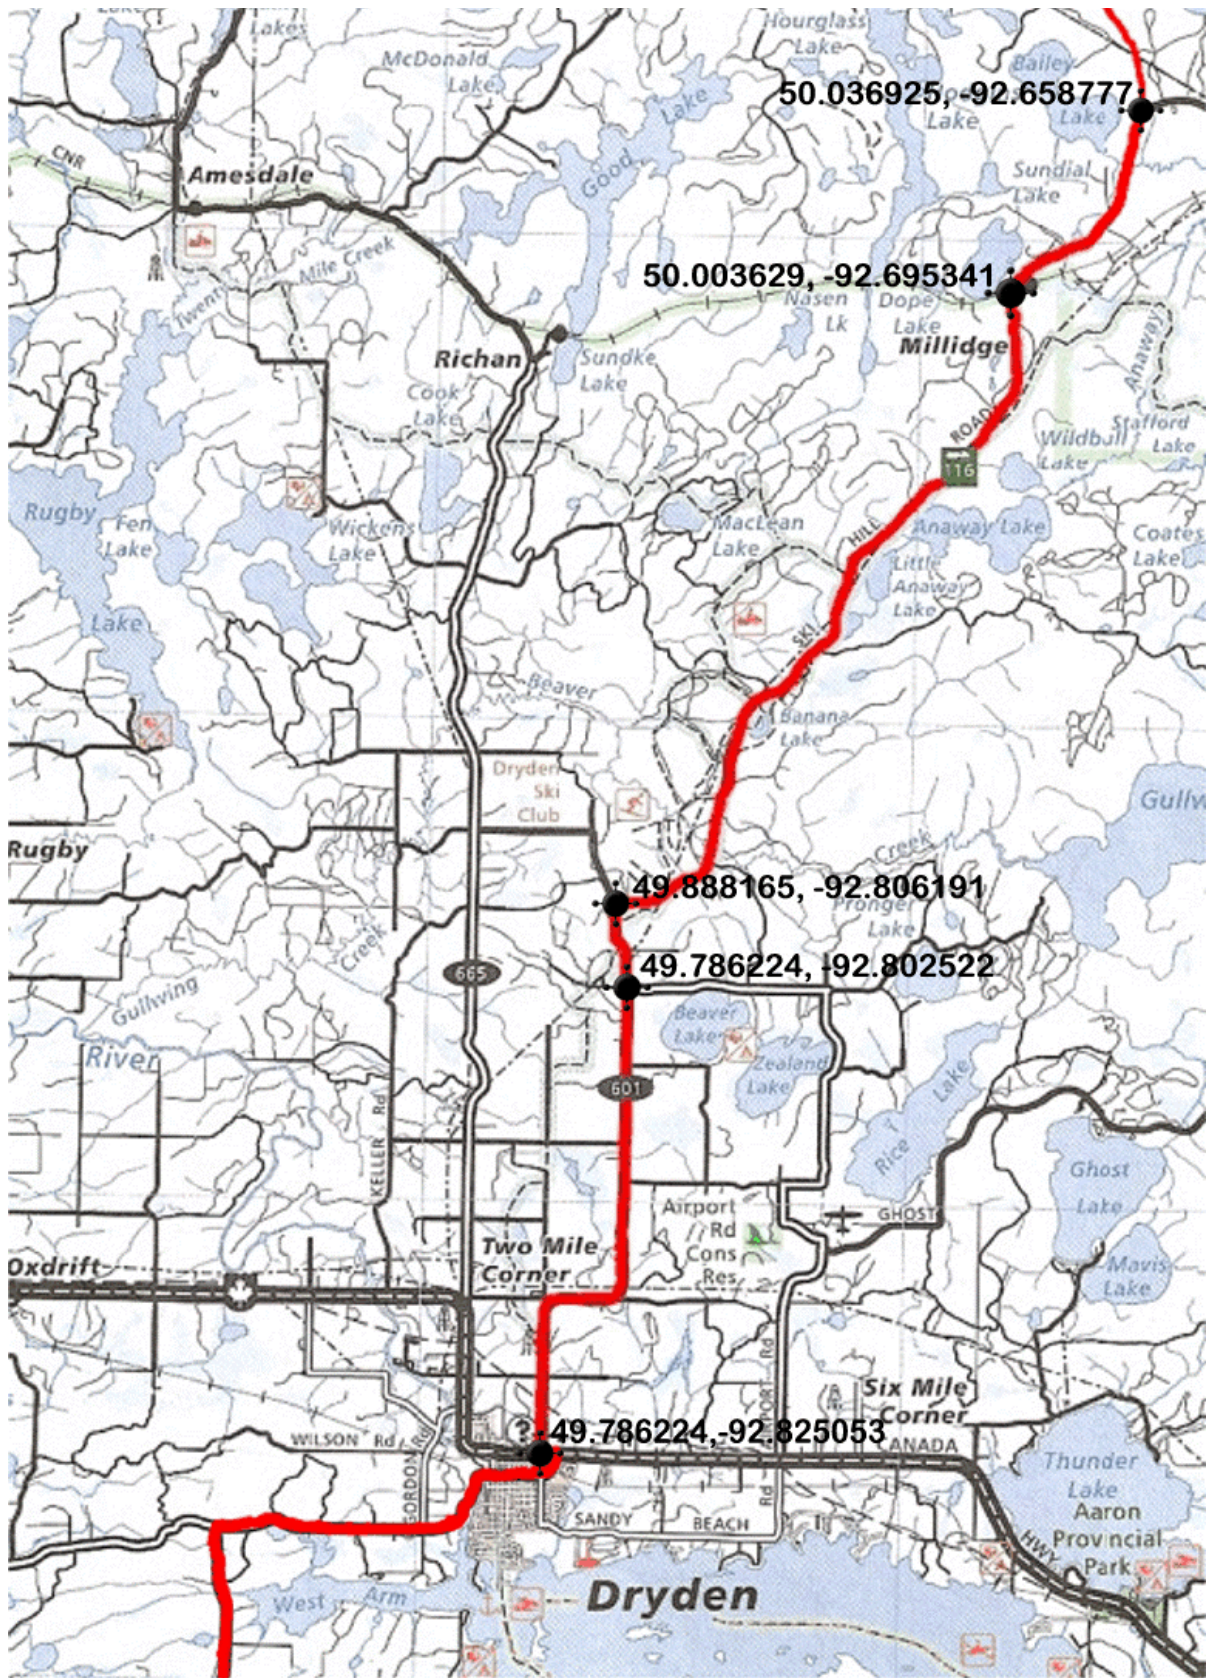 Lakes
McDonald
Lake
Hourglass
Lake
Bailey
Lake
50.036925, -92.658777
Lake
Lake
CNR
Amesdale
Good
Sundial
Lake
Mile Creek
50.003629, -92.695341
Nasen
Lk
Dope
Lake
Millidge
Anaway
Richan
Sundke
Lake
Cook
Lake
ROAD
116
Wildbull
Lake
Stafford
Lake
Rugby
Fen
Lake
Wickens
Lake
MacLean
Lake
HILL
Anaway Lake
Coates
Lake
Little
Anaway
Lake
Lake
SKI
Beaver
Banana
Lake
Dryden
Ski
Club
Gullw
Rugby
Creek
49.888165, -92.806191
Pronger
Lake
Creek
665
49.786224, -92.802522
Gullwing
River
Beaver
Lake
Zealand
Lake
601
KELLER Rd
Rice
Lake
Ghost
Lake
Airport
Rd
Cons
Res
GHOST
Two Mile
Corner
Oxdrift
Mavis
Lake
Rd
Six Mile
Corner
?
49.786224,-92.825053
WILSON Rd
GORDON Rd
ANADA
Thunder
Lake
Rd
SANDY BEACH
Aaron
Provincial
Park
HWY
Dryden
West Arm